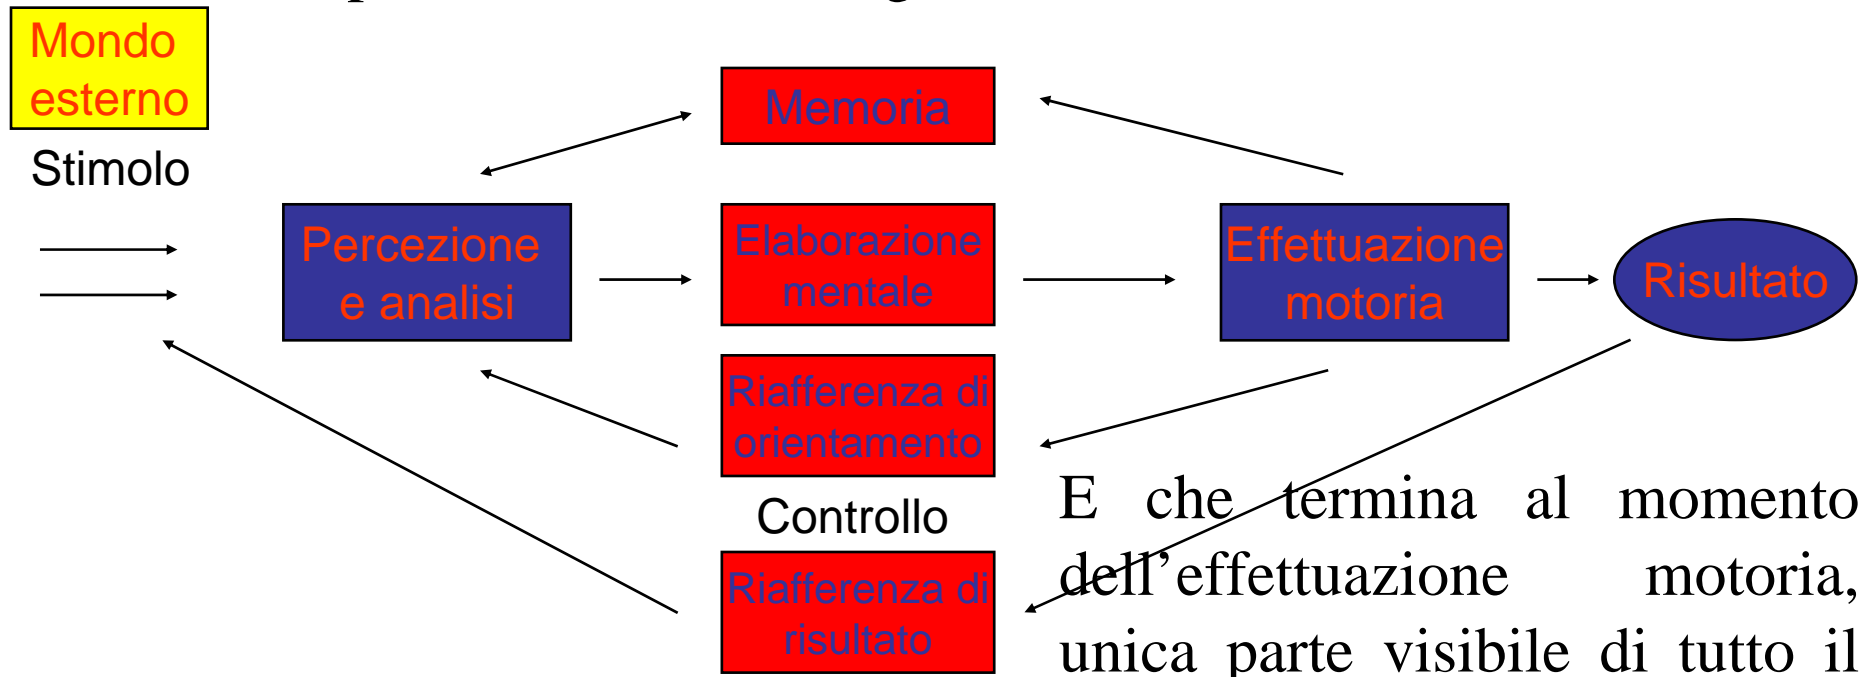 Mondo
esterno
Stimolo
Memoria
Percezione
e analisi
Elaborazione
mentale
Effettuazione
motoria
Risultato
Riafferenza di
orientamento
Controllo
Riafferenza di
risultato
E che termina al momento
dell’effettuazione motoria,
unica parte visibile di tutto il